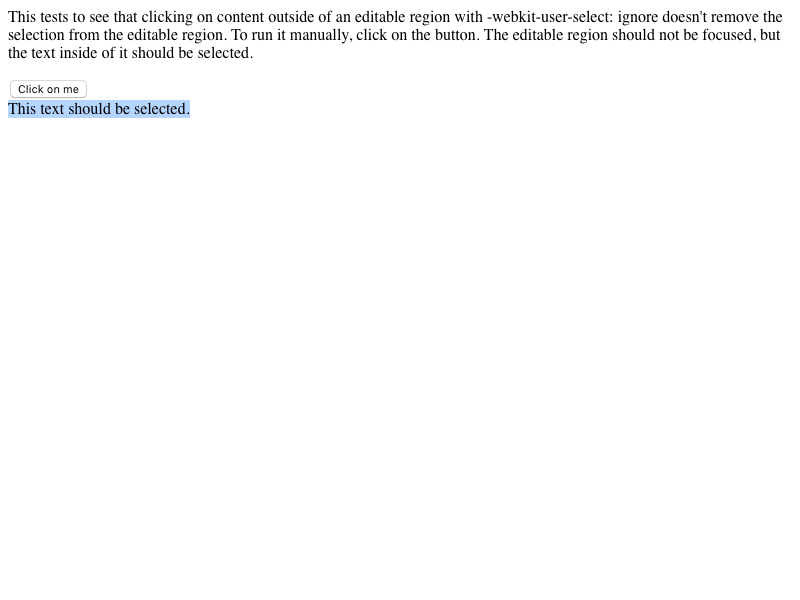 This tests to see that clicking on content outside of an editable region with -webkit-user-select: ignore doesn't remove the
selection from the editable region. To run it manually, click on the button. The editable region should not be focused, but
the text inside of it should be selected.
Click on me
This text should be selected.